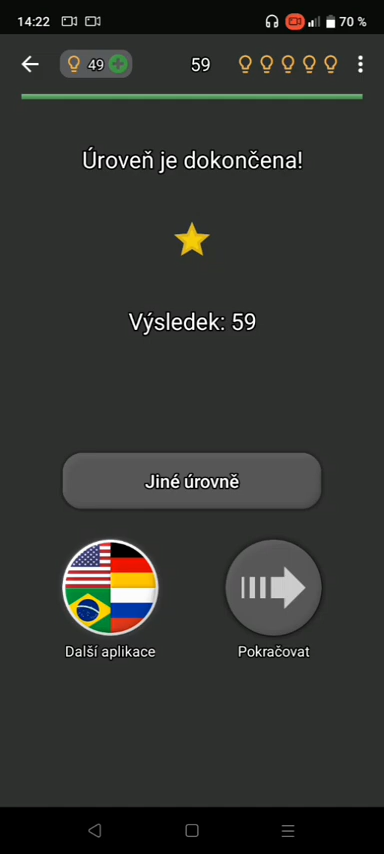 14:22 70 %
49 59
Úroveň je dokončena!
Výsledek: 59
Jiné úrovně
Další aplikace Pokračovat